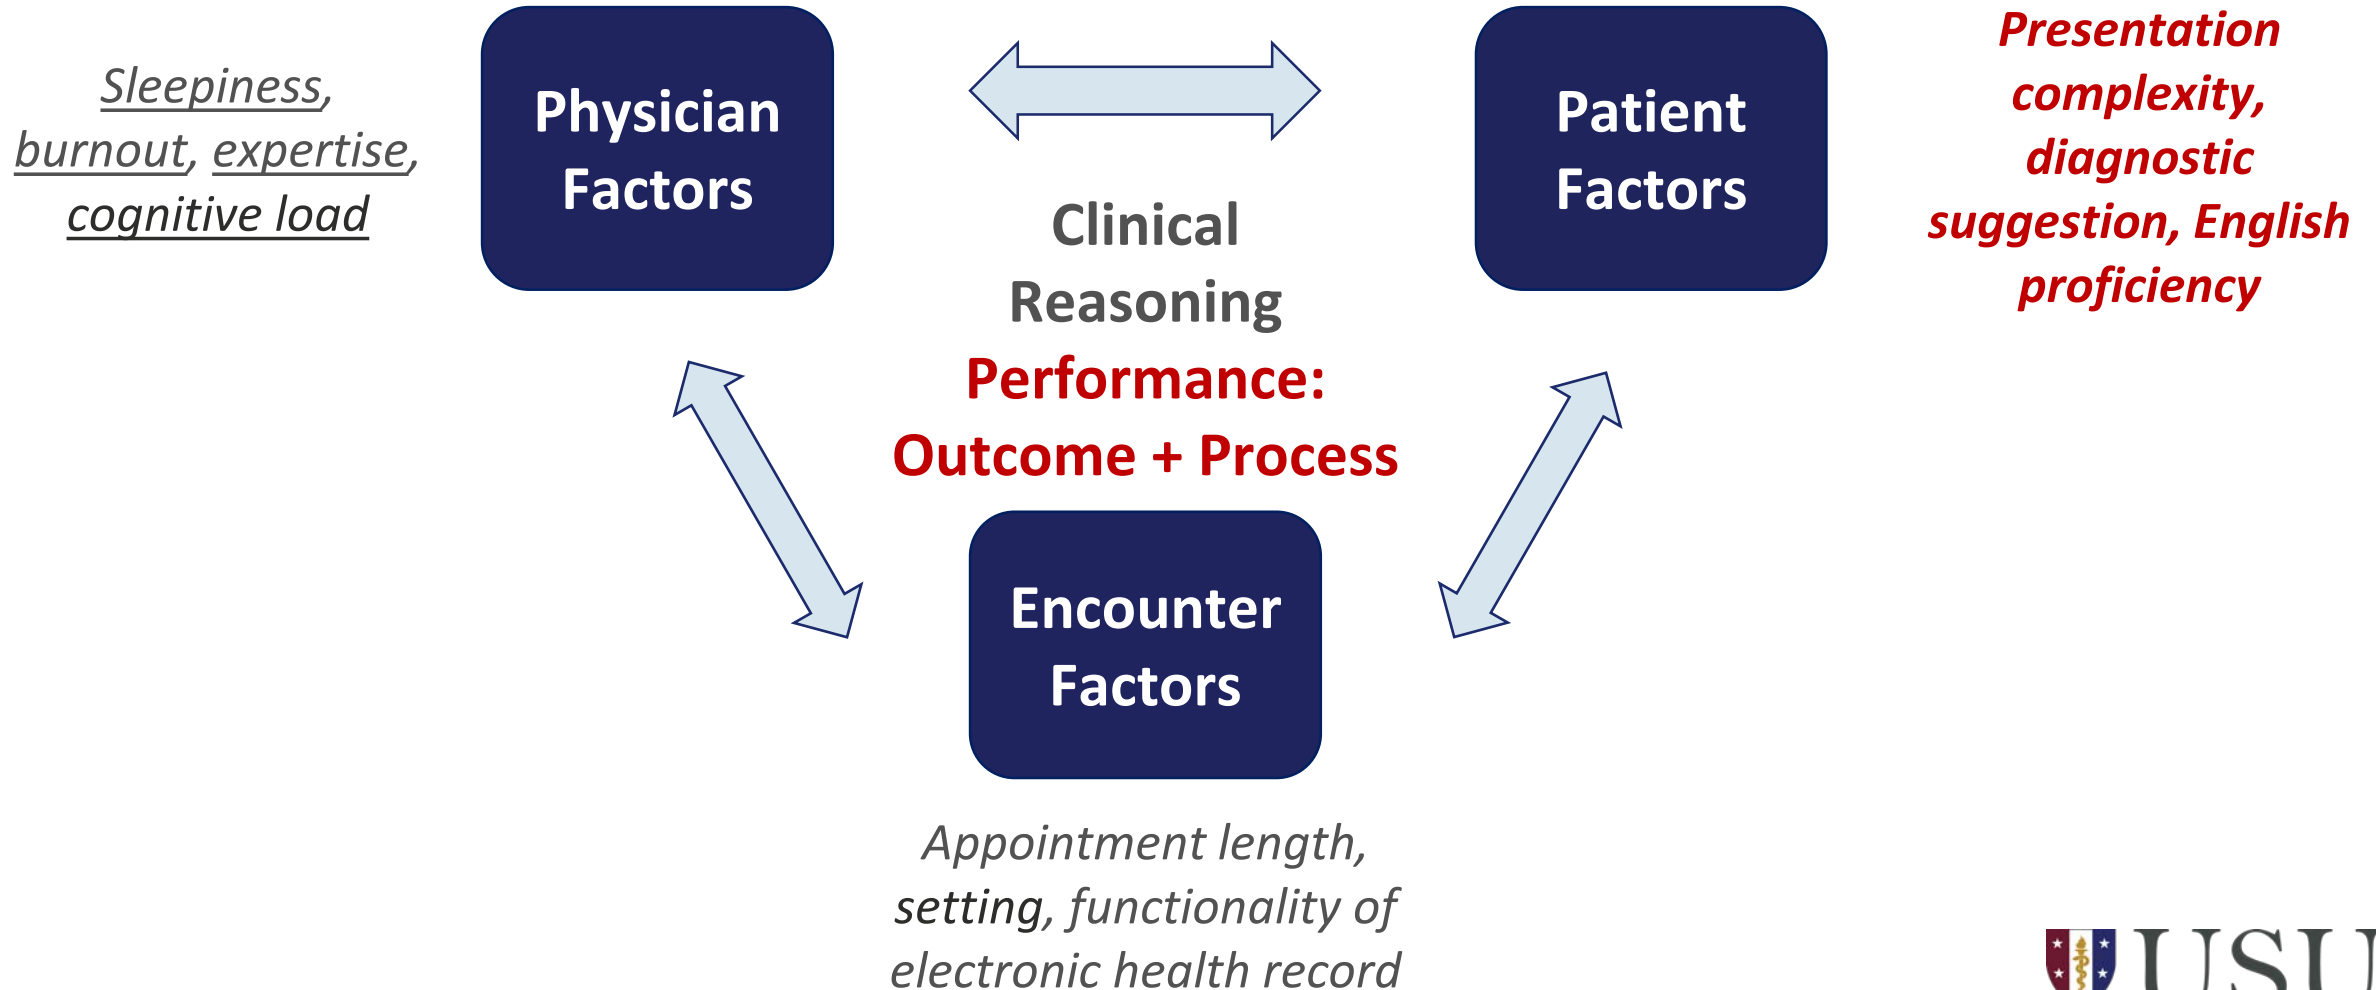 Sleepiness,
burnout, expertise,
cognitive load
Physician
Factors
Patient
Factors
Presentation
complexity,
diagnostic
suggestion, English
proficiency
Clinical
Reasoning
Performance:
Outcome + Process
Encounter
Factors
Appointment length,
setting, functionality of
electronic health record
USU